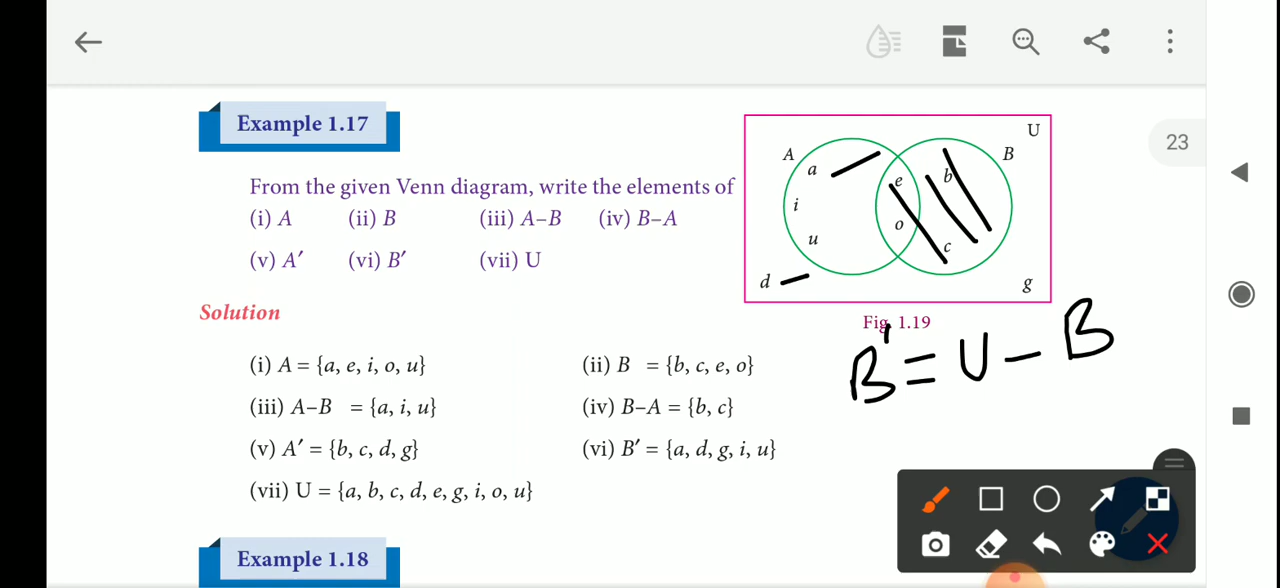 Example 1.17
23
From the given Venn diagram, write the elements of
(i) A (ii) B (iii) A–B (iv) B–A
(v) A′ (vi) B′ (vii) U
U
A B
a e b
i
o
u c
d g
Fig. 1.19
B' = U – B
Solution
(i) A = {a, e, i, o, u} (ii) B = {b, c, e, o}
(iii) A–B = {a, i, u} (iv) B–A = {b, c}
(v) A′ = {b, c, d, g} (vi) B′ = {a, d, g, i, u}
(vii) U = {a, b, c, d, e, g, i, o, u}
Example 1.18